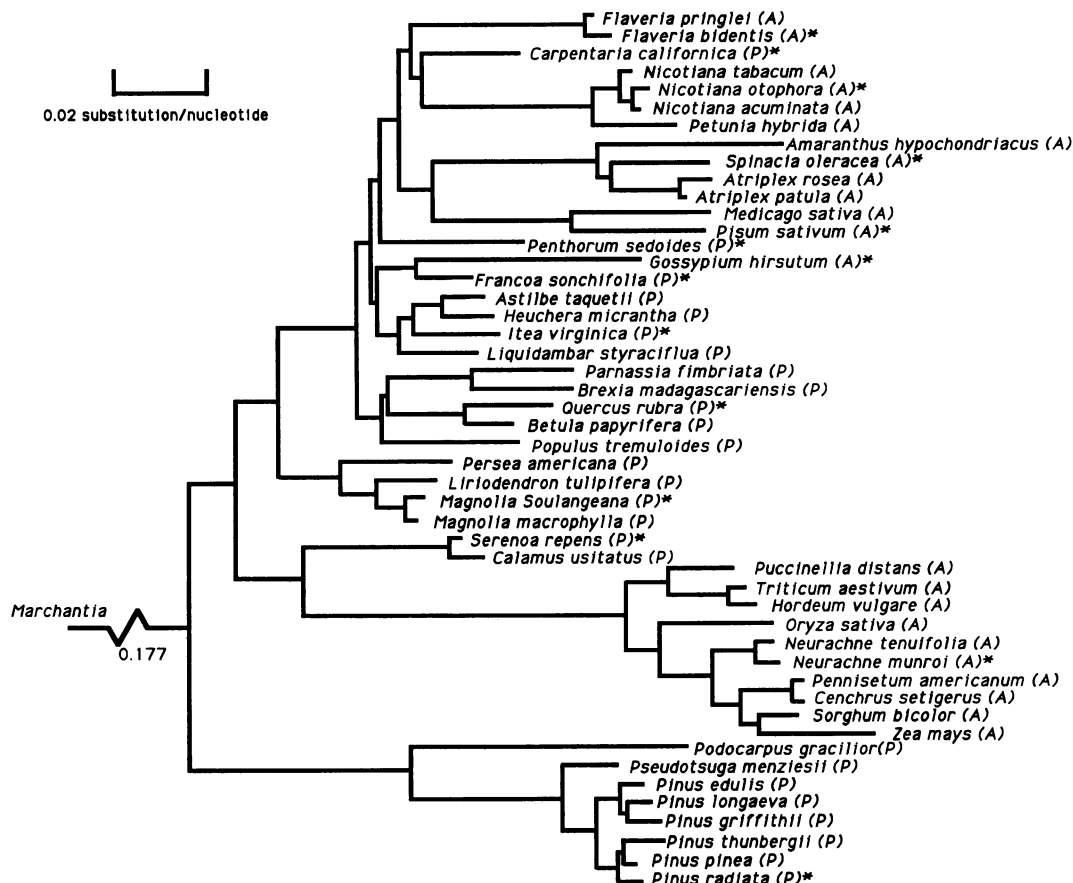 Flaveria pringlei (A)
Flaveria bidentis (A)*
Carpentaria californica (P)*
Nicotiana tabacum (A)
Nicotiana otophora (A)*
0.02 substitution/nucleotide
Nicotiana acuminata (A)
Petunia hybrida (A)
Amaranthus hypochondriacus (A)
Spinacia oleracea (A)*
Atriplex rosea (A)
Atriplex patula (A)
Medicago sativa (A)
Pisum sativum (A)*
Penthorum sedoides (P)*
Gossypium hirsutum (A)*
Francoa sonchifolia (P)*
Astilbe taquetii (P)
Heuchera micrantha (P)
Itea virginica (P)*
Liquidambar styraciflua (P)
Parnassia fimbriata (P)
Brexia madagascariensis (P)
Quercus rubra (P)*
Betula papyrifera (P)
Populus tremuloides (P)
Persea americana (P)
Liriodendron tulipifera (P)
Magnolia Soulangeana (P)*
Magnolia macrophylla (P)
Serenoa repens (P)*
Calamus usitatus (P)
Puccinellia distans (A)
Triticum aestivum (A)
Hordeum vulgare (A)
Marchantia
Oryza sativa (A)
Neurachne tenuifolia (A)
0.177
Neurachne munroi (A)*
Pennisetum americanum (A)
Cenchrus setigerus (A)
Sorghum bicolor (A)
Zea mays (A)
Podocarpus gracilior(P)
Pseudotsuga menziesii (P)
Pinus edulis (P)
Pinus longaeva (P)
Pinus griffithii (P)
Pinus thunbergii (P)
Pinus pinea (P)
Pinus radiata (P)*